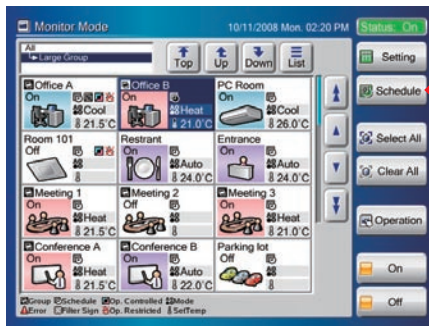 Monitor Mode
10/11/2008 Mon. 02:20 PM
Status: On
All
Large Group
Top
Up
Down
List
Setting
Schedule
Select All
Clear All
Operation
On
Off
Office A
On
Cool
21.5°C
Office B
On
Heat
21.0°C
PC Room
On
Cool
26.0°C
Room 101
Off
Restrant
On
Auto
24.0°C
Entrance
On
Auto
24.0°C
Meeting 1
On
Heat
21.5°C
Meeting 2
Off
Meeting 3
On
Heat
21.0°C
Conference A
On
Heat
21.5°C
Conference B
On
Auto
22.0°C
Parking lot
Off
Group Schedule Op. Controlled Mode
Error Filter Sign Op. Restricted SetTemp